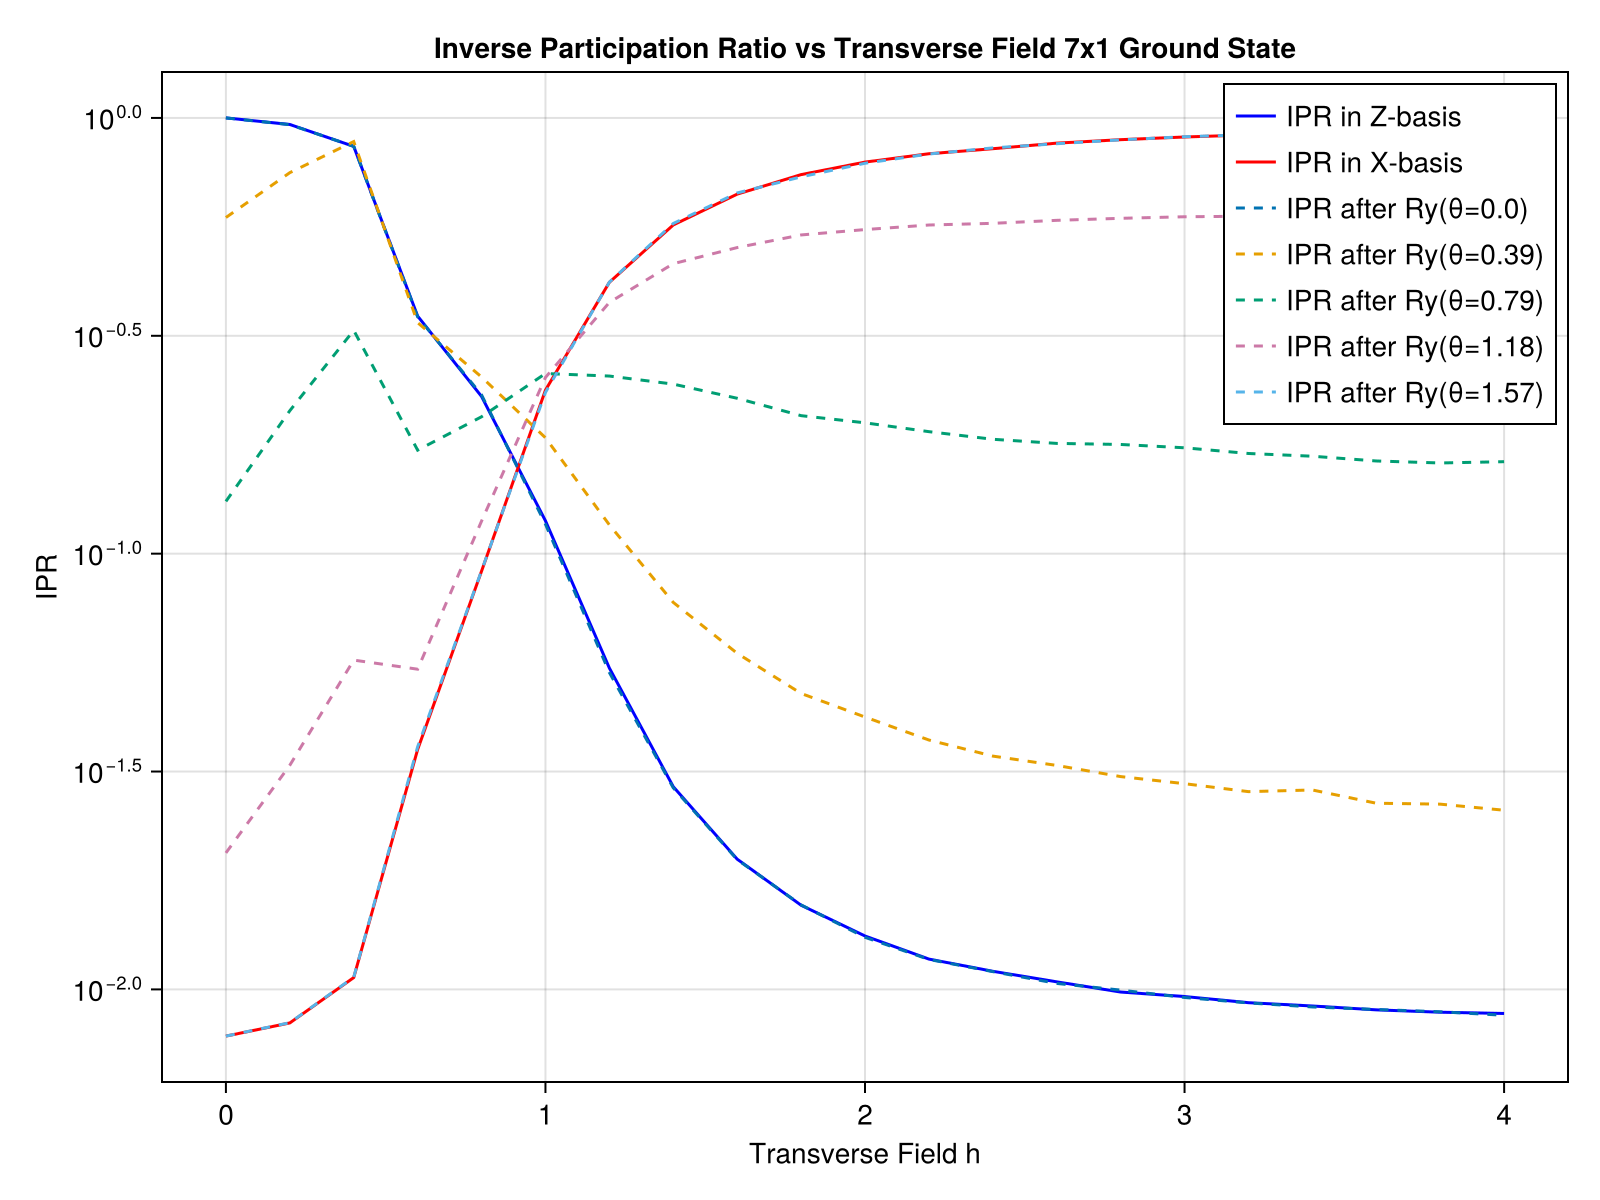 Inverse Participation Ratio vs Transverse Field 7x1 Ground State
IPR in Z-basis
IPR in X-basis
IPR after Ry(θ=0.0)
IPR after Ry(θ=0.39)
IPR after Ry(θ=0.79)
IPR after Ry(θ=1.18)
IPR after Ry(θ=1.57)
10^0.0
10^−0.5
10^−1.0
10^−1.5
10^−2.0
IPR
0 1 2 3 4
Transverse Field h